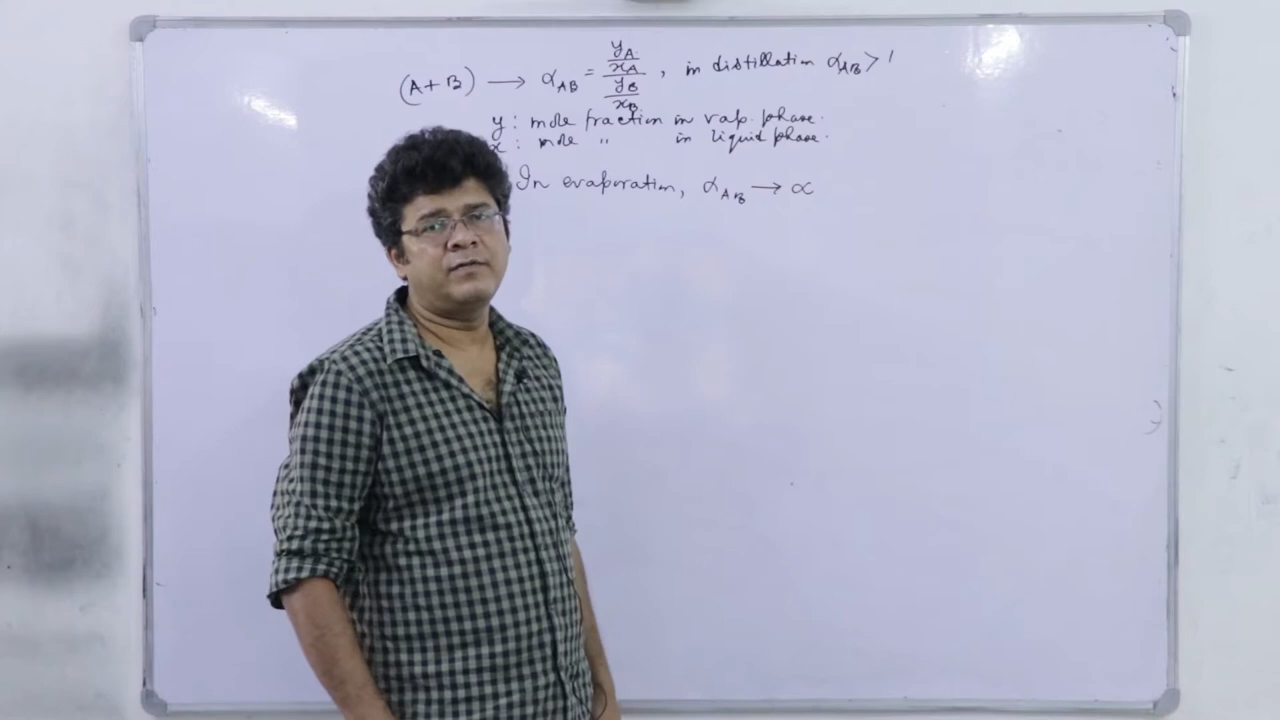 (A+B) → α_AB = (y_A/x_A)/(y_B/x_B), in distillation α_AB > 1
y : mole fraction in vap. phase.
x : mole " in liquid phase.
In evaporation, α_AB → ∝